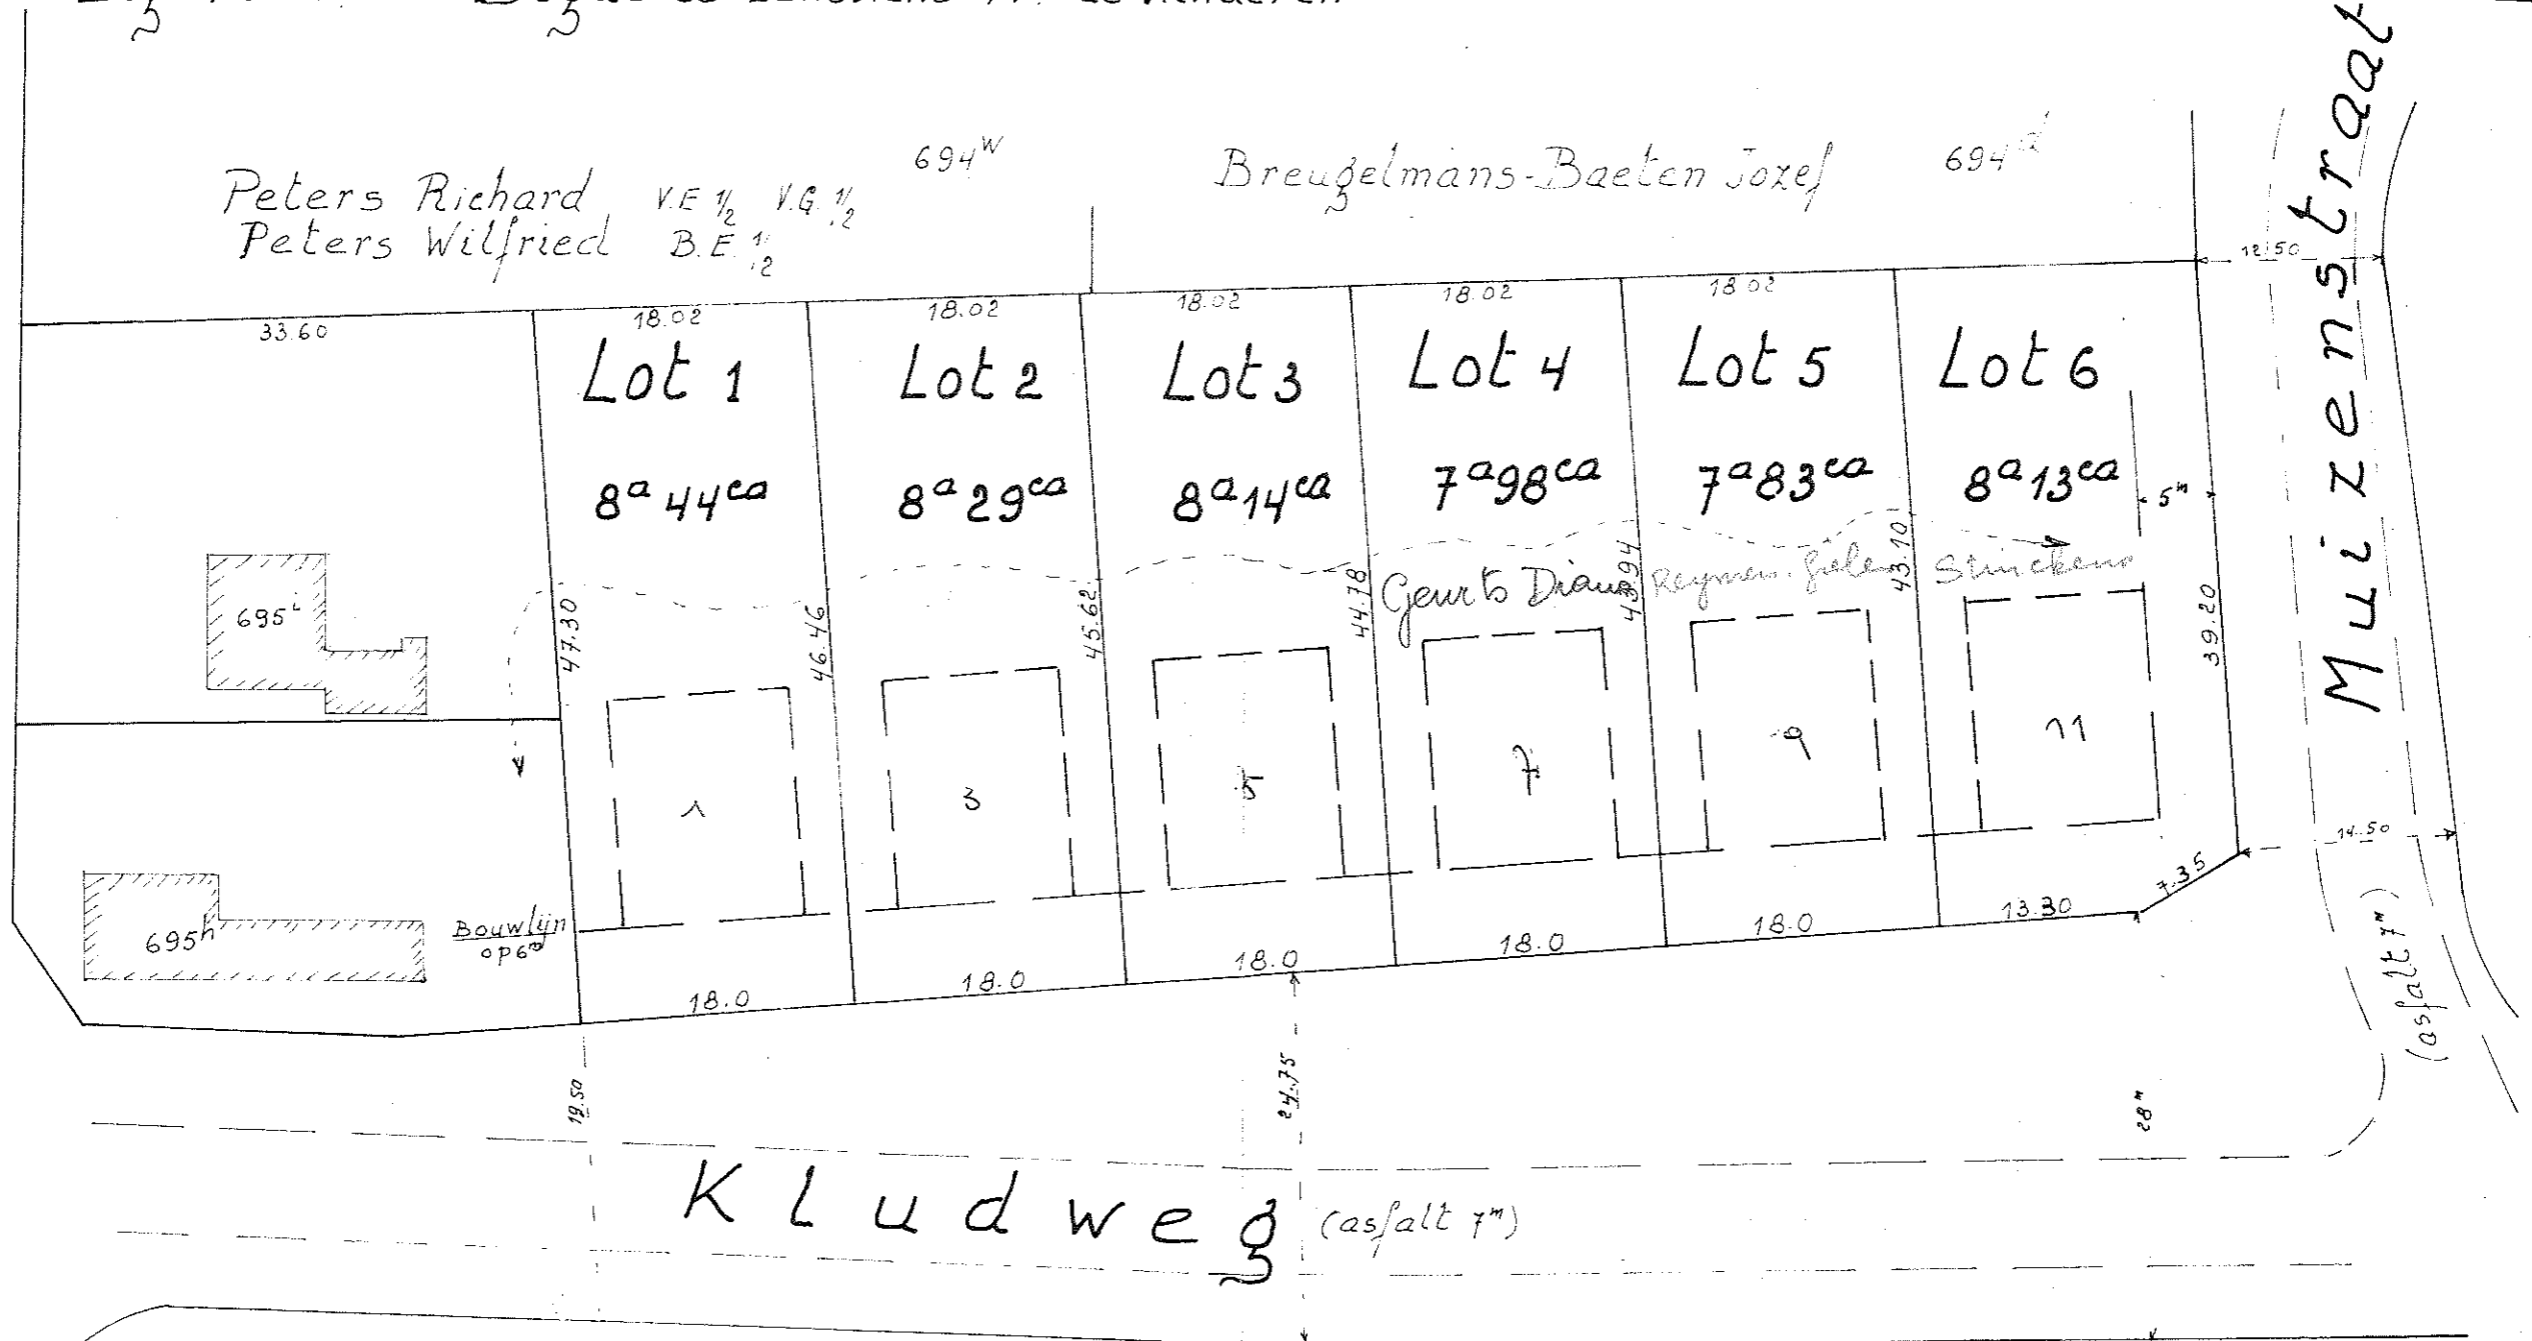 694ʷ
Breugelmans-Baeten Jozef 694ᵈ
Peters Richard V.E ½ V.G. ½
Peters Wilfried B.E. ½
Muizenstraat
12.50
33.60
18.02
18.02
18.02
18.02
18.02
Lot 1
Lot 2
Lot 3
Lot 4
Lot 5
Lot 6
8ᵃ 44ᶜᵃ
8ᵃ 29ᶜᵃ
8ᵃ 14ᶜᵃ
7ᵃ 98ᶜᵃ
7ᵃ 83ᶜᵃ
8ᵃ 13ᶜᵃ
5ᵐ
Geurts Diana
695ⁱ
47.30
46.46
45.62
44.78
43.94
43.10
39.20
1
3
5
7
9
11
14.50
7.35
695ʰ
Bouwlijn
op 6ᵐ
18.0
18.0
18.0
18.0
18.0
13.30
(asfalt 7ᵐ)
19.50
24.75
28ᵐ
Kludweg (asfalt 7ᵐ)